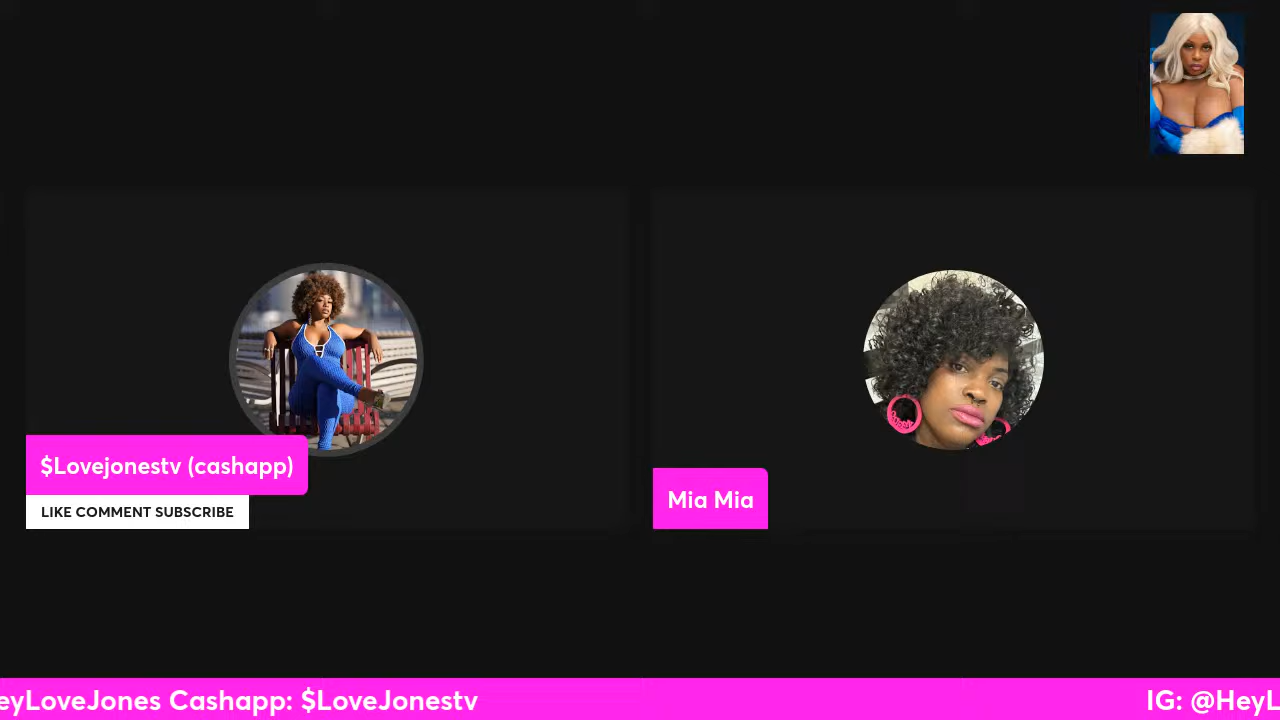 $Lovejonestv (cashapp)
LIKE COMMENT SUBSCRIBE
Mia Mia
eyLoveJones Cashapp: $LoveJonestv
IG: @HeyL